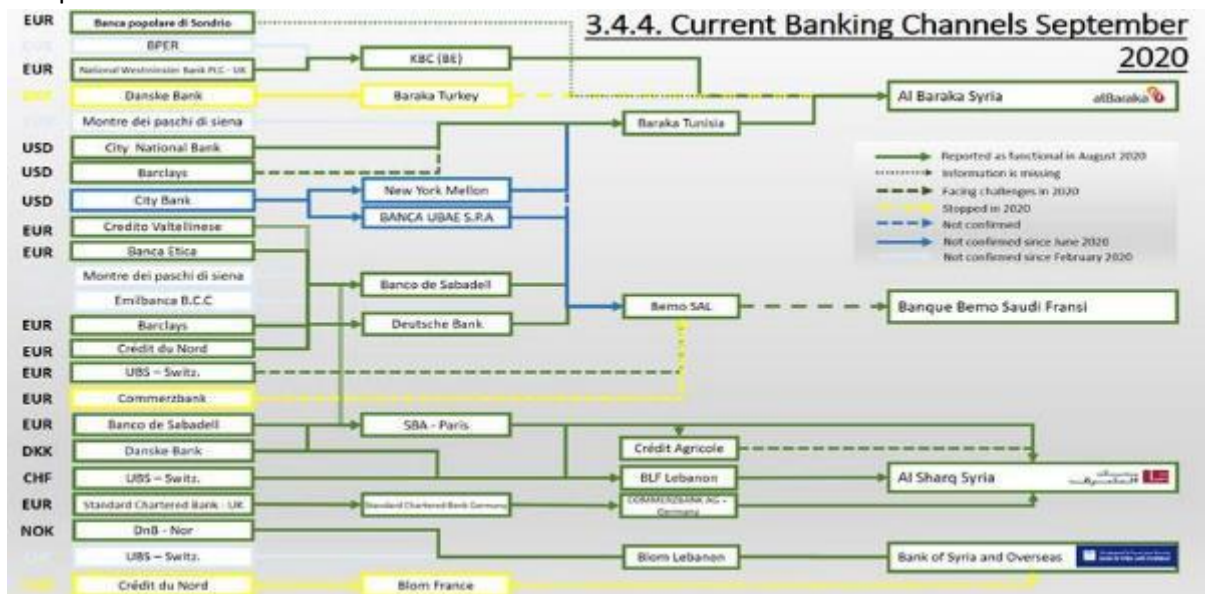 3.4.4. Current Banking Channels September
2020
EUR Banca popolare di Sondrio
BPER
EUR National Westminster Bank PLC - UK
KBC (BE)
Danske Bank
Baraka Turkey
Al Baraka Syria
alBaraka
Montre dei paschi di siena
Baraka Tunisia
USD City National Bank
USD Barclays
USD City Bank
New York Mellon
BANCA UBAE S.P.A
Reported as functional in August 2020
Information is missing
Facing challenges in 2020
Stopped in 2020
Not confirmed
Not confirmed since June 2020
Not confirmed since February 2020
EUR Credito Valtellinese
EUR Banca Etica
Montre dei paschi di siena
Banco de Sabadell
Emilbanca B.C.C
Bemo SAL
Banque Bemo Saudi Fransi
EUR Barclays
Deutsche Bank
EUR Crédit du Nord
EUR UBS – Switz.
EUR Commerzbank
EUR Banco de Sabadell
SBA - Paris
DKK Danske Bank
Crédit Agricole
CHF UBS – Switz.
BLF Lebanon
Al Sharq Syria
EUR Standard Chartered Bank - UK
Standard Chartered Bank Germany
COMMERZBANK AG -
Germany
NOK DnB - Nor
UBS – Switz.
Blom Lebanon
Bank of Syria and Overseas
Crédit du Nord
Blom France